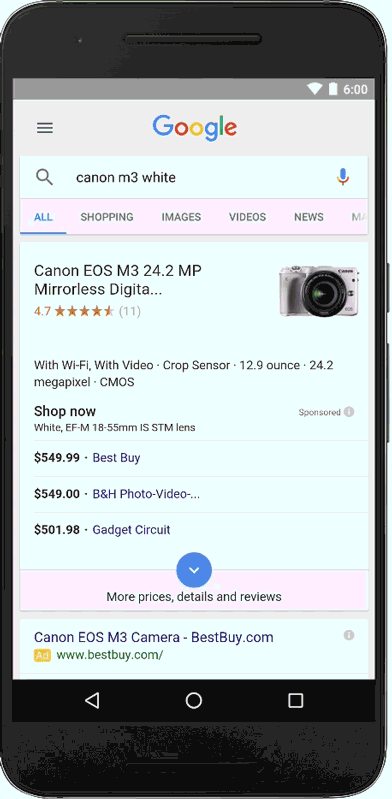 6:00
Google
canon m3 white
ALL SHOPPING IMAGES VIDEOS NEWS
Canon EOS M3 24.2 MP
Mirrorless Digita...
4.7 (11)
With Wi-Fi, With Video · Crop Sensor · 12.9 ounce · 24.2
megapixel · CMOS
Shop now Sponsored
White, EF-M 18-55mm IS STM lens
$549.99 · Best Buy
$549.00 · B&H Photo-Video-...
$501.98 · Gadget Circuit
More prices, details and reviews
Canon EOS M3 Camera - BestBuy.com
Ad www.bestbuy.com/